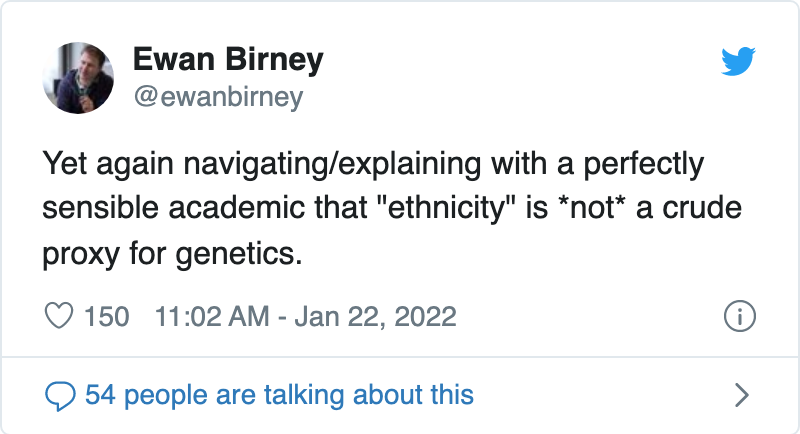 Ewan Birney
@ewanbirney
Yet again navigating/explaining with a perfectly
sensible academic that "ethnicity" is *not* a crude
proxy for genetics.
150 11:02 AM - Jan 22, 2022
54 people are talking about this